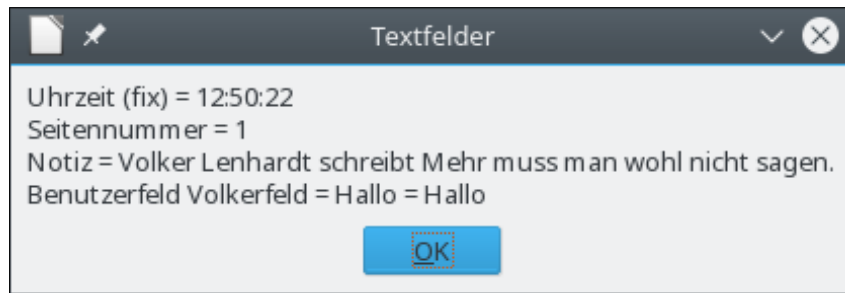 Textfelder
Uhrzeit (fix) = 12:50:22
Seitennummer = 1
Notiz = Volker Lenhardt schreibt Mehr muss man wohl nicht sagen.
Benutzerfeld Volkerfeld = Hallo = Hallo
OK